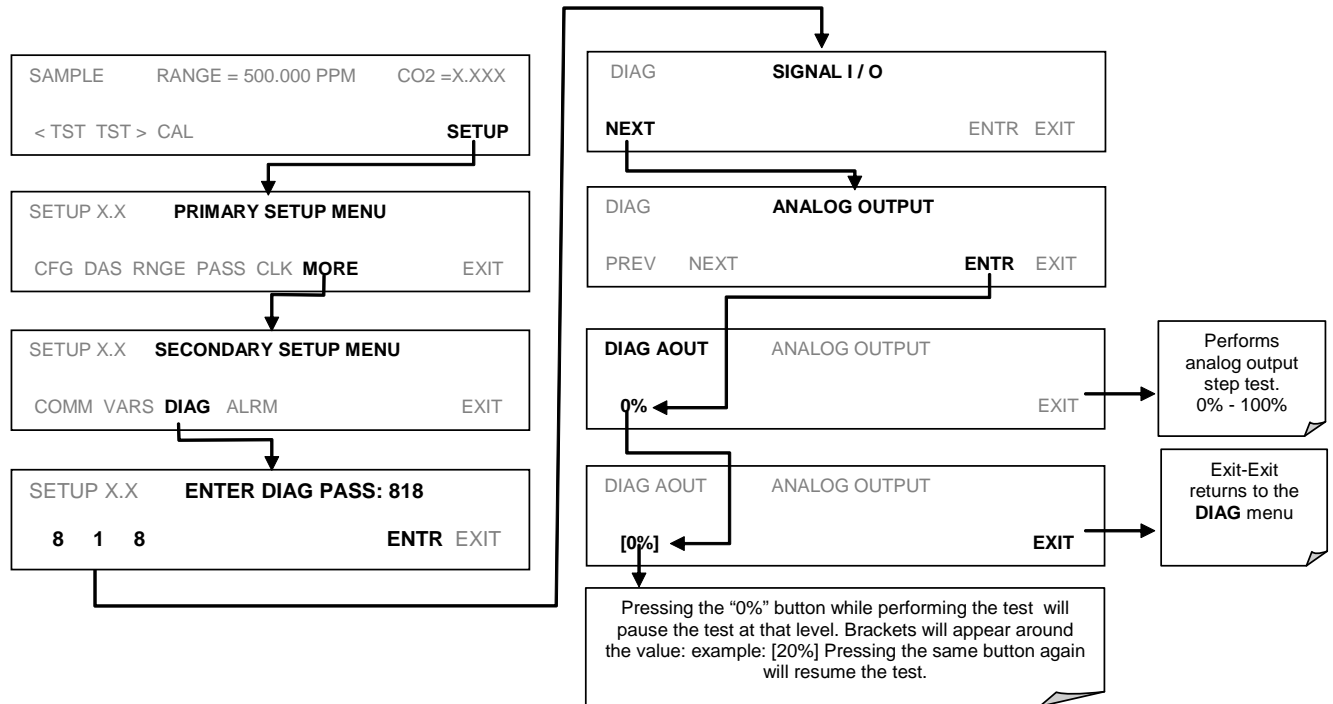 SAMPLE RANGE = 500.000 PPM CO2 =X.XXX
< TST TST > CAL SETUP
SETUP X.X PRIMARY SETUP MENU
CFG DAS RNGE PASS CLK MORE EXIT
SETUP X.X SECONDARY SETUP MENU
COMM VARS DIAG ALRM EXIT
SETUP X.X ENTER DIAG PASS: 818
8 1 8 ENTR EXIT
DIAG SIGNAL I / O
NEXT ENTR EXIT
DIAG ANALOG OUTPUT
PREV NEXT ENTR EXIT
DIAG AOUT ANALOG OUTPUT
0% EXIT
Performs
analog output
step test.
0% - 100%
DIAG AOUT ANALOG OUTPUT
[0%] EXIT
Exit-Exit
returns to the
DIAG menu
Pressing the “0%” button while performing the test will
pause the test at that level. Brackets will appear around
the value: example: [20%] Pressing the same button again
will resume the test.